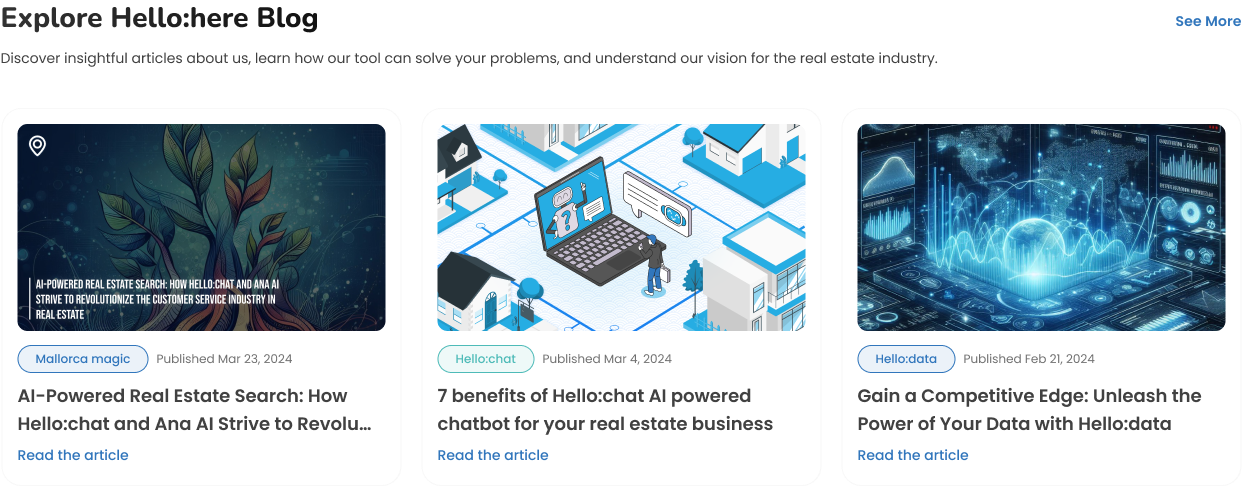 Explore Hello:here Blog
See More
Discover insightful articles about us, learn how our tool can solve your problems, and understand our vision for the real estate industry.
AI-POWERED REAL ESTATE SEARCH: HOW HELLO:CHAT AND ANA AI
STRIVE TO REVOLUTIONIZE THE CUSTOMER SERVICE INDUSTRY IN
REAL ESTATE
Mallorca magic
Published Mar 23, 2024
AI-Powered Real Estate Search: How
Hello:chat and Ana AI Strive to Revolu...
Read the article
?
Hello:chat
Published Mar 4, 2024
7 benefits of Hello:chat AI powered
chatbot for your real estate business
Read the article
Hello:data
Published Feb 21, 2024
Gain a Competitive Edge: Unleash the
Power of Your Data with Hello:data
Read the article